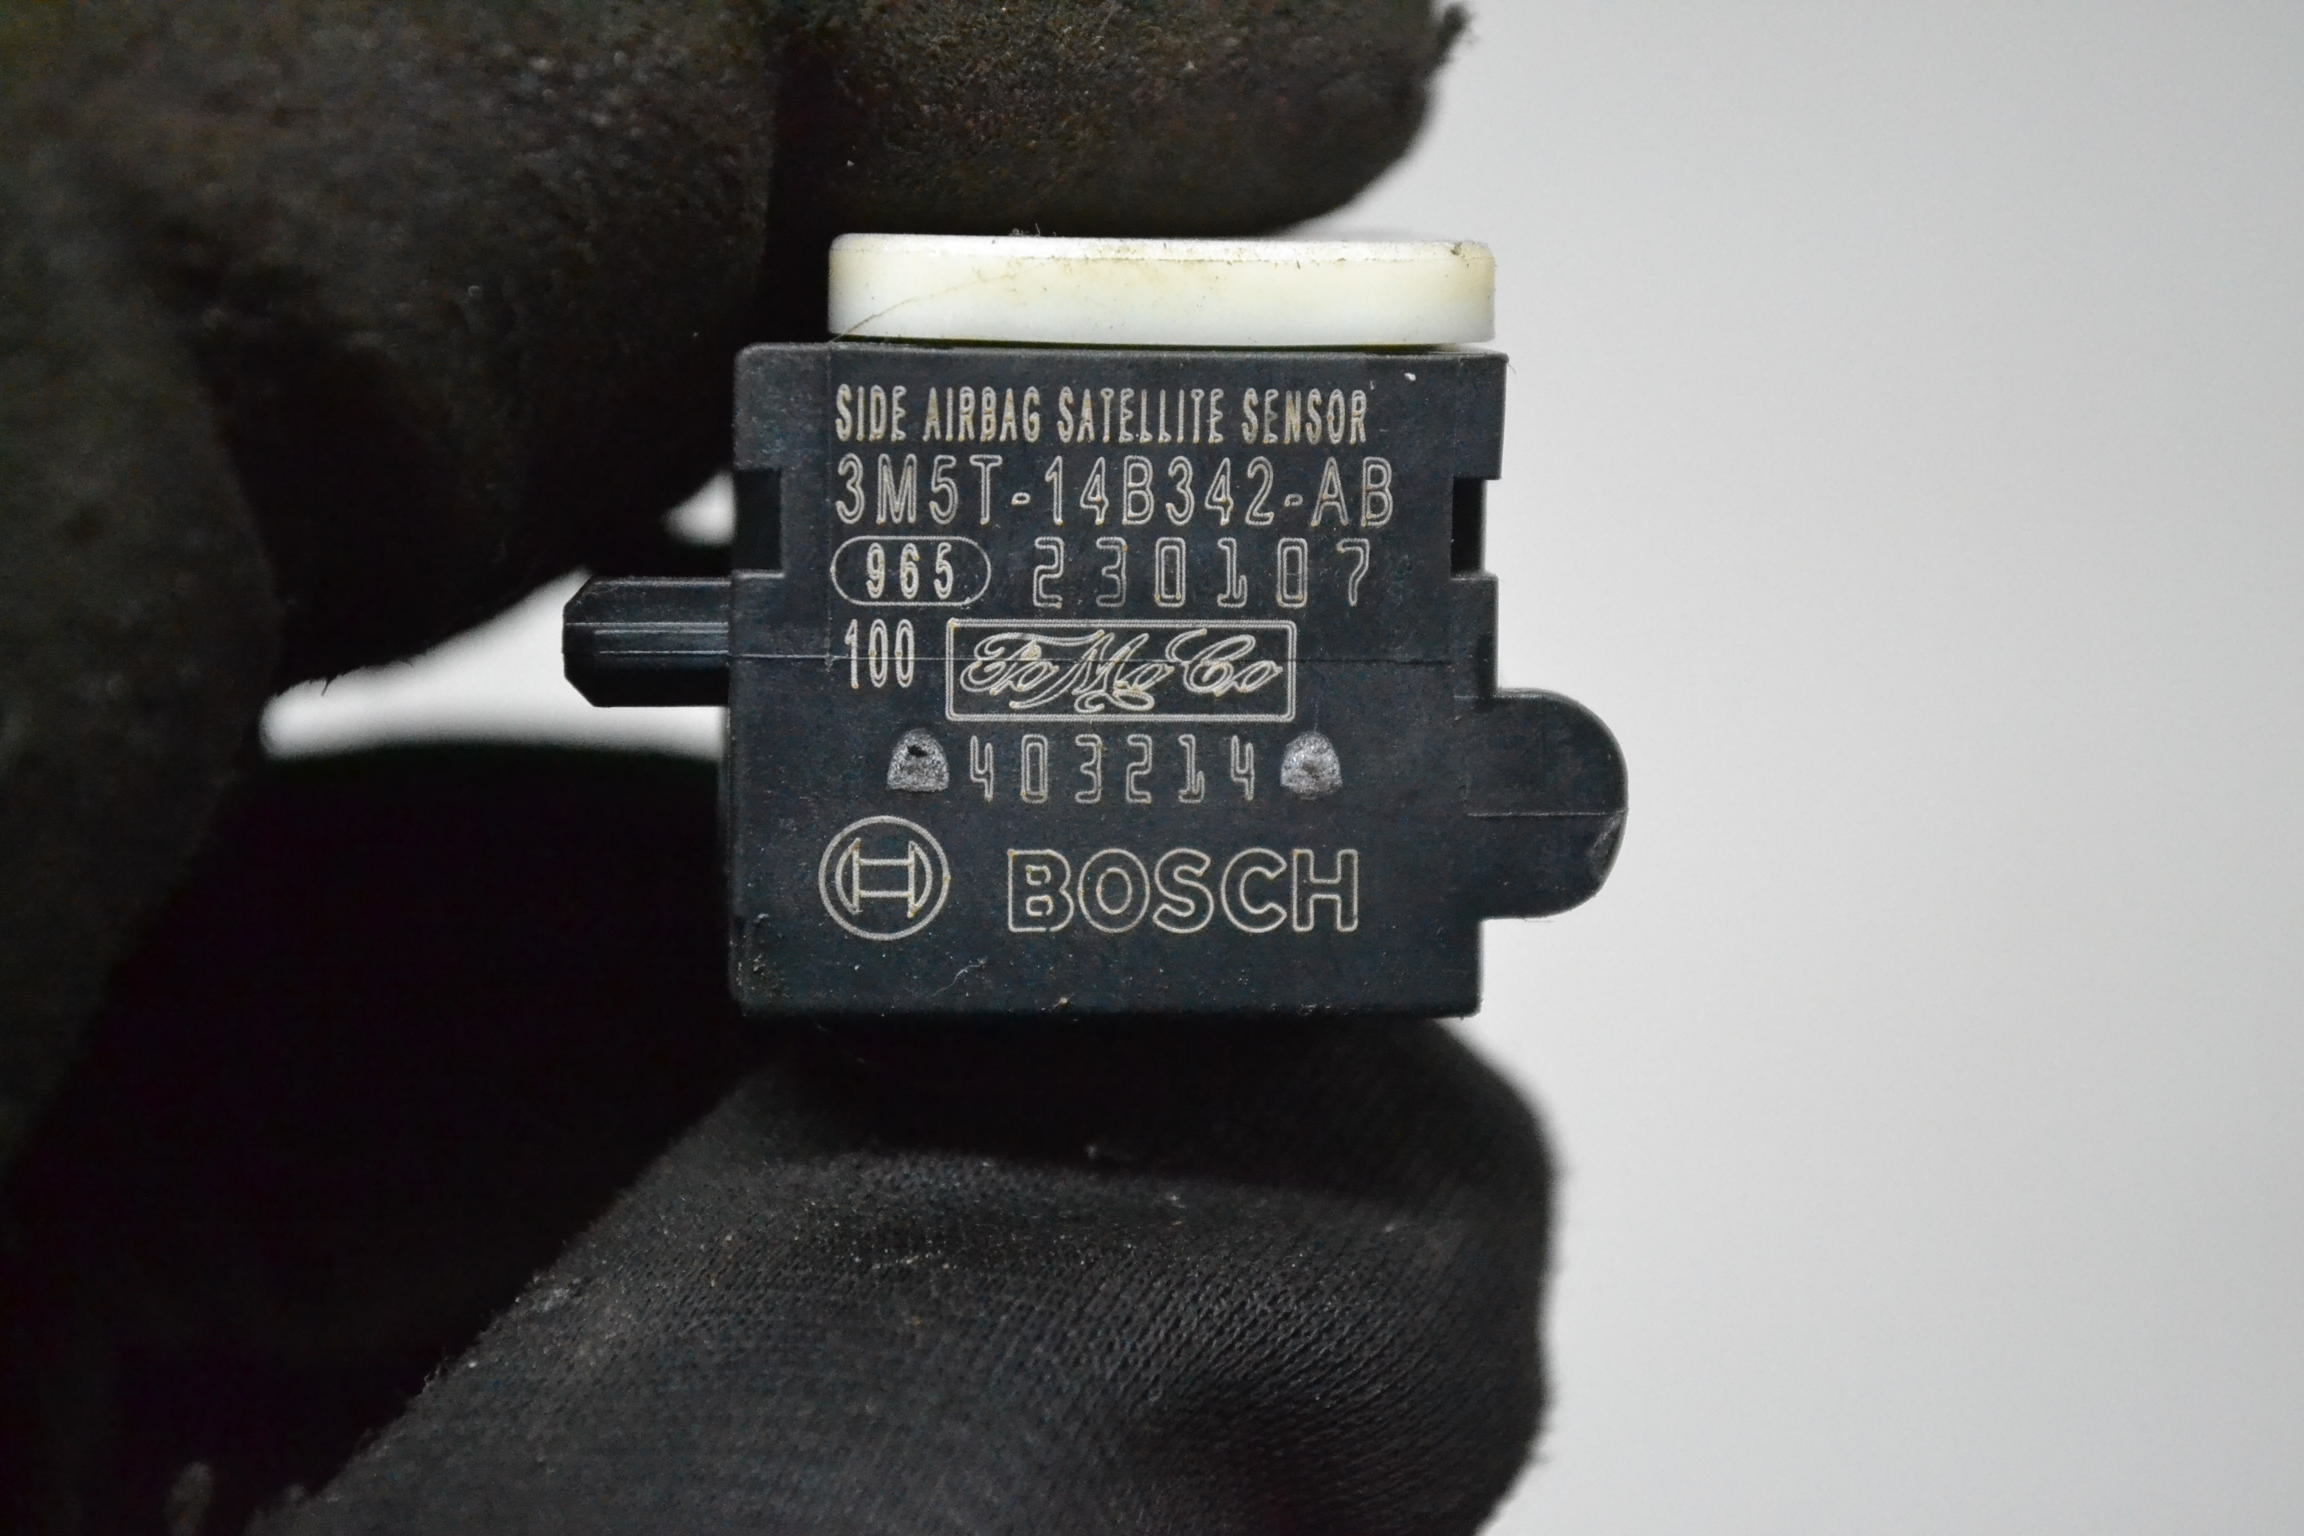 SIDE AIRBAG SATELLITE SENSOR
3M5T-14B342-AB
965 230107
100 FoMoCo
403214
BOSCH